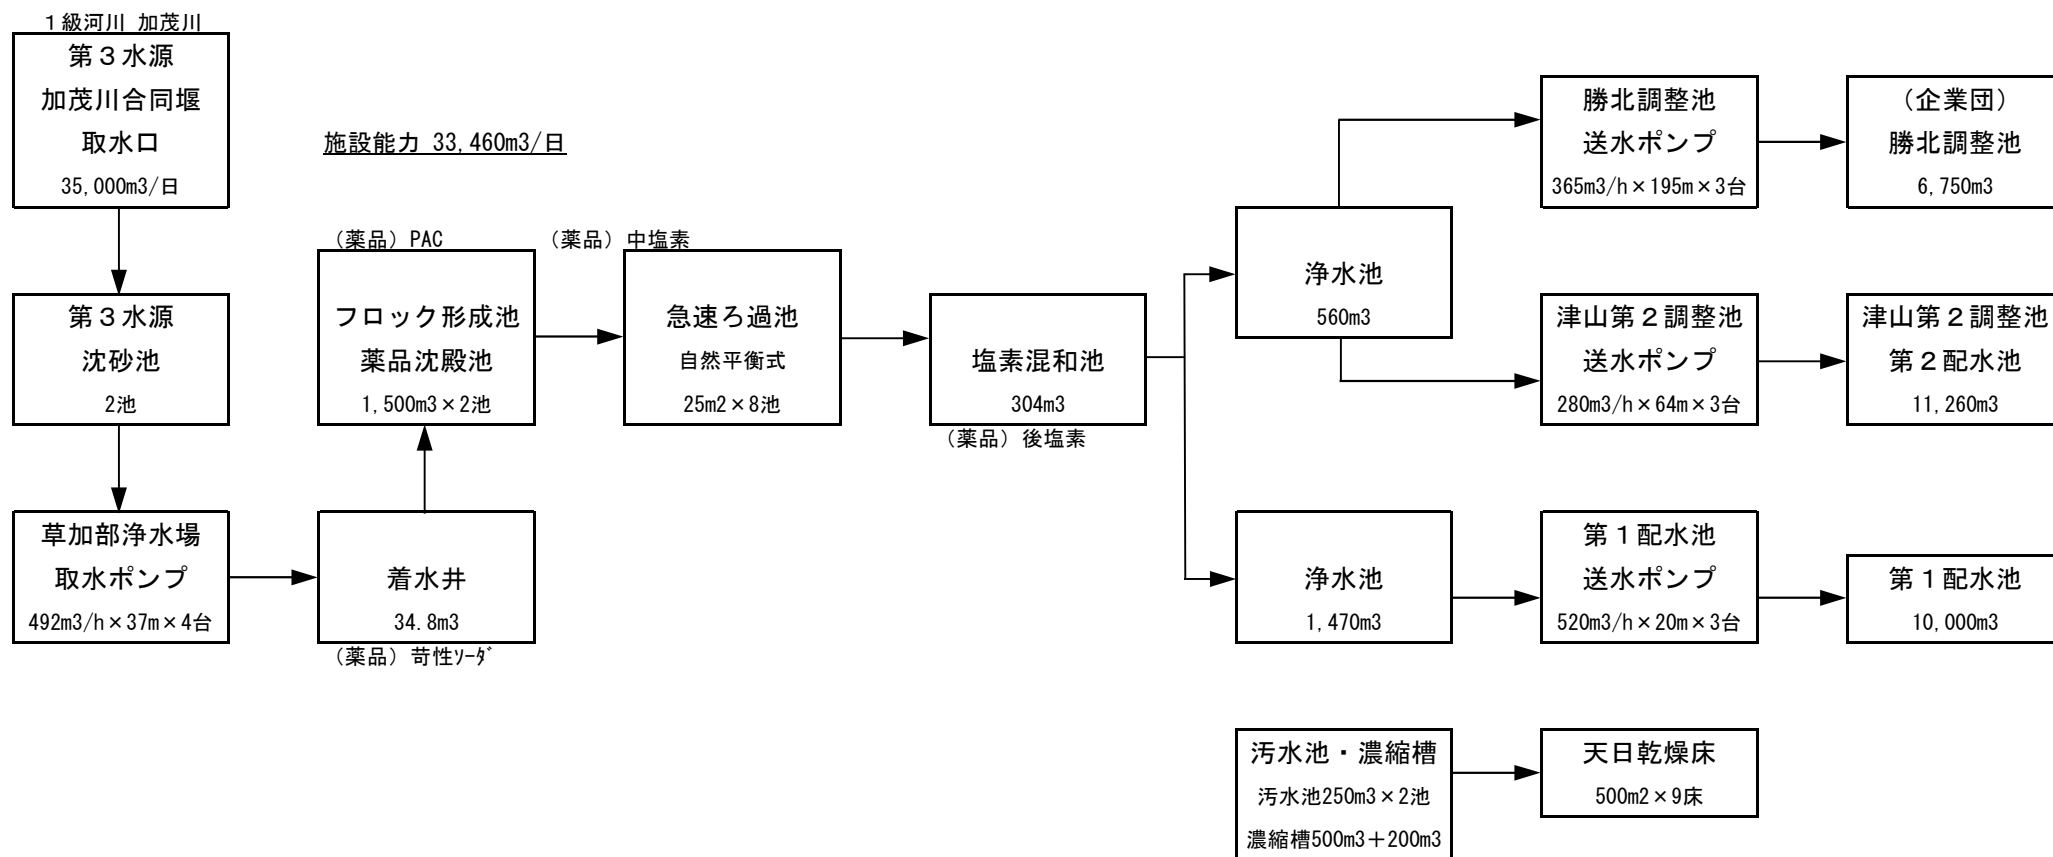 １級河川 加茂川
第３水源
加茂川合同堰
取水口
35,000m3/日
第３水源
沈砂池
2池
草加部浄水場
取水ポンプ
492m3/h×37m×4台
施設能力 33,460m3/日
（薬品）PAC
フロック形成池
薬品沈殿池
1,500m3×2池
着水井
34.8m3
（薬品）苛性ｿｰﾀﾞ
（薬品）中塩素
急速ろ過池
自然平衡式
25m2×8池
塩素混和池
304m3
（薬品）後塩素
浄水池
560m3
浄水池
1,470m3
勝北調整池
送水ポンプ
365m3/h×195m×3台
（企業団）
勝北調整池
6,750m3
津山第２調整池
送水ポンプ
280m3/h×64m×3台
津山第２調整池
第２配水池
11,260m3
第１配水池
送水ポンプ
520m3/h×20m×3台
第１配水池
10,000m3
汚水池・濃縮槽
汚水池250m3×2池
濃縮槽500m3＋200m3
天日乾燥床
500m2×9床